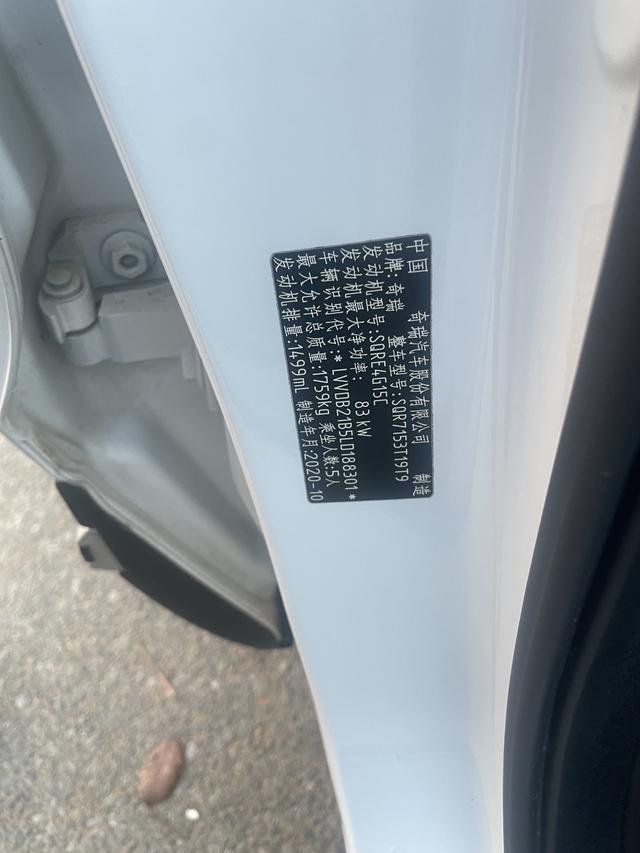 中国 奇瑞汽车股份有限公司 制造
品牌:奇瑞 整车型号:SQR7153T19T9
发动机型号:SQRE4G15C
发动机最大净功率: 83 kW
车辆识别代号:* LVVDB21B5LD188301 *
最大允许总质量:1759kg 乘坐人数:5人
发动机排量:1499mL 制造年月:2020-10